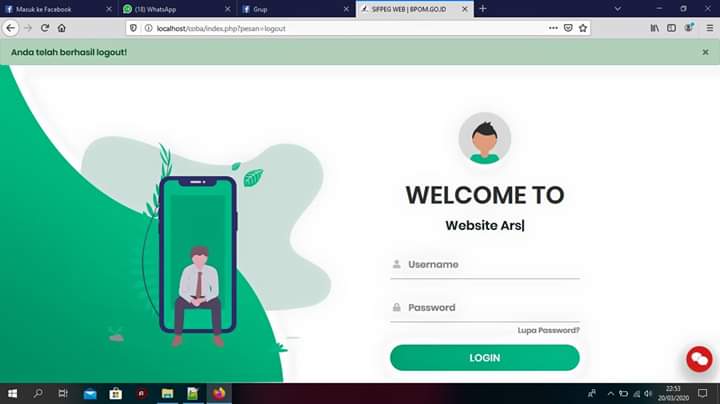 Masuk ke Facebook
(18) WhatsApp
Grup
SIFPEG WEB | BPOM.GO.ID
localhost/coba/index.php?pesan=logout
Anda telah berhasil logout!
WELCOME TO
Website Ars|
Username
Password
Lupa Password?
LOGIN
22:53
20/03/2020